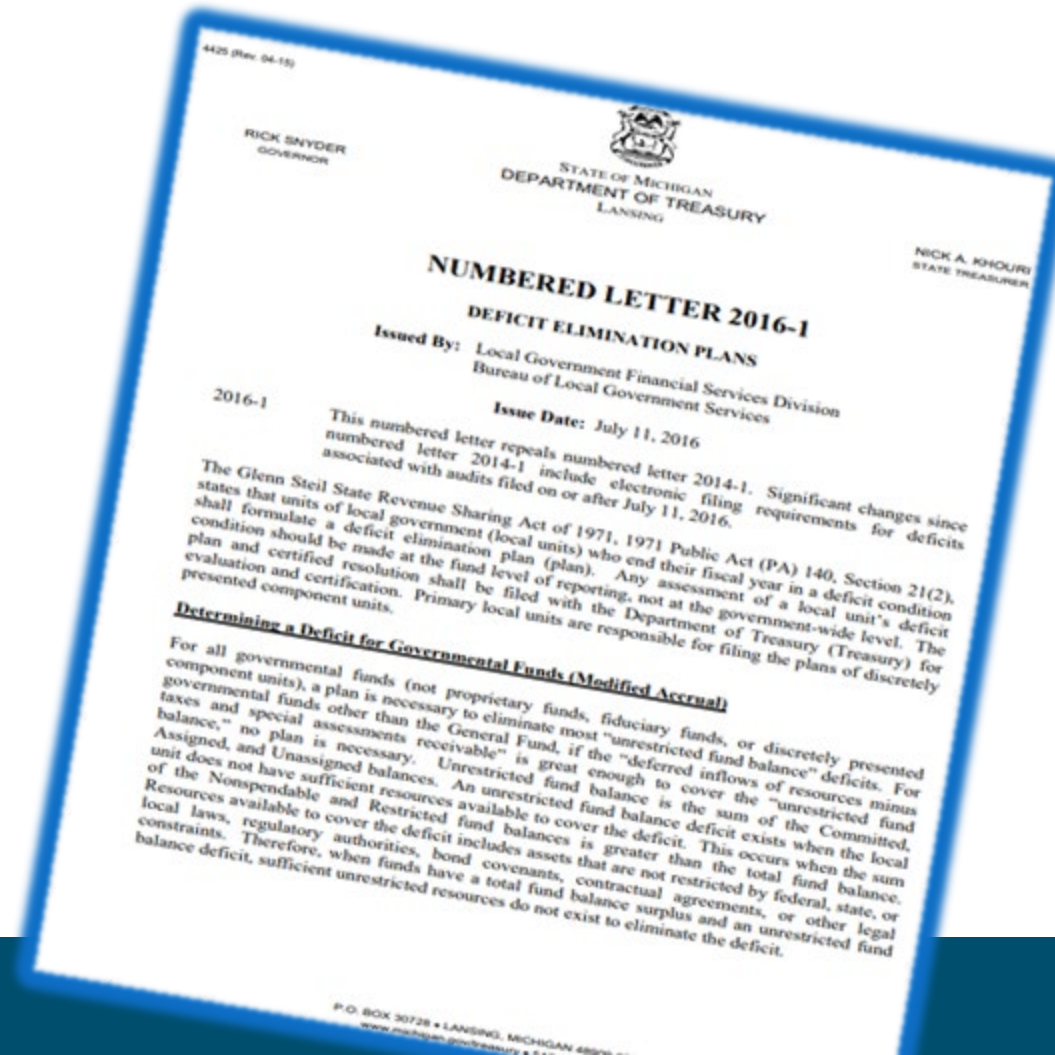 4425 (Rev. 04-15)
RICK SNYDER
GOVERNOR
STATE OF MICHIGAN
DEPARTMENT OF TREASURY
LANSING
NICK A. KHOURI
STATE TREASURER
NUMBERED LETTER 2016-1
DEFICIT ELIMINATION PLANS
Issued By: Local Government Financial Services Division
Bureau of Local Government Services
Issue Date: July 11, 2016
2016-1
This numbered letter repeals numbered letter 2014-1. Significant changes since
numbered letter 2014-1 include electronic filing requirements for deficits
associated with audits filed on or after July 11, 2016.
The Glenn Steil State Revenue Sharing Act of 1971, 1971 Public Act (PA) 140, Section 21(2),
states that units of local government (local units) who end their fiscal year in a deficit condition
shall formulate a deficit elimination plan (plan). Any assessment of a local unit's deficit
condition should be made at the fund level of reporting, not at the government-wide level. The
plan and certified resolution shall be filed with the Department of Treasury (Treasury) for
evaluation and certification. Primary local units are responsible for filing the plans of discretely
presented component units.
Determining a Deficit for Governmental Funds (Modified Accrual)
For all governmental funds (not proprietary funds, fiduciary funds, or discretely presented
component units), a plan is necessary to eliminate most "unrestricted fund balance" deficits. For
governmental funds other than the General Fund, if the "deferred inflows of resources minus
taxes and special assessments receivable" is great enough to cover the "unrestricted fund
balance," no plan is necessary. Unrestricted fund balance is the sum of the Committed,
Assigned, and Unassigned balances. An unrestricted fund balance deficit exists when the local
unit does not have sufficient resources available to cover the deficit. This occurs when the sum
of the Nonspendable and Restricted fund balances is greater than the total fund balance.
Resources available to cover the deficit includes assets that are not restricted by federal, state, or
local laws, regulatory authorities, bond covenants, contractual agreements, or other legal
constraints. Therefore, when funds have a total fund balance surplus and an unrestricted fund
balance deficit, sufficient unrestricted resources do not exist to eliminate the deficit.
P.O. BOX 30728 • LANSING, MICHIGAN
www.michigan.gov/treasury •